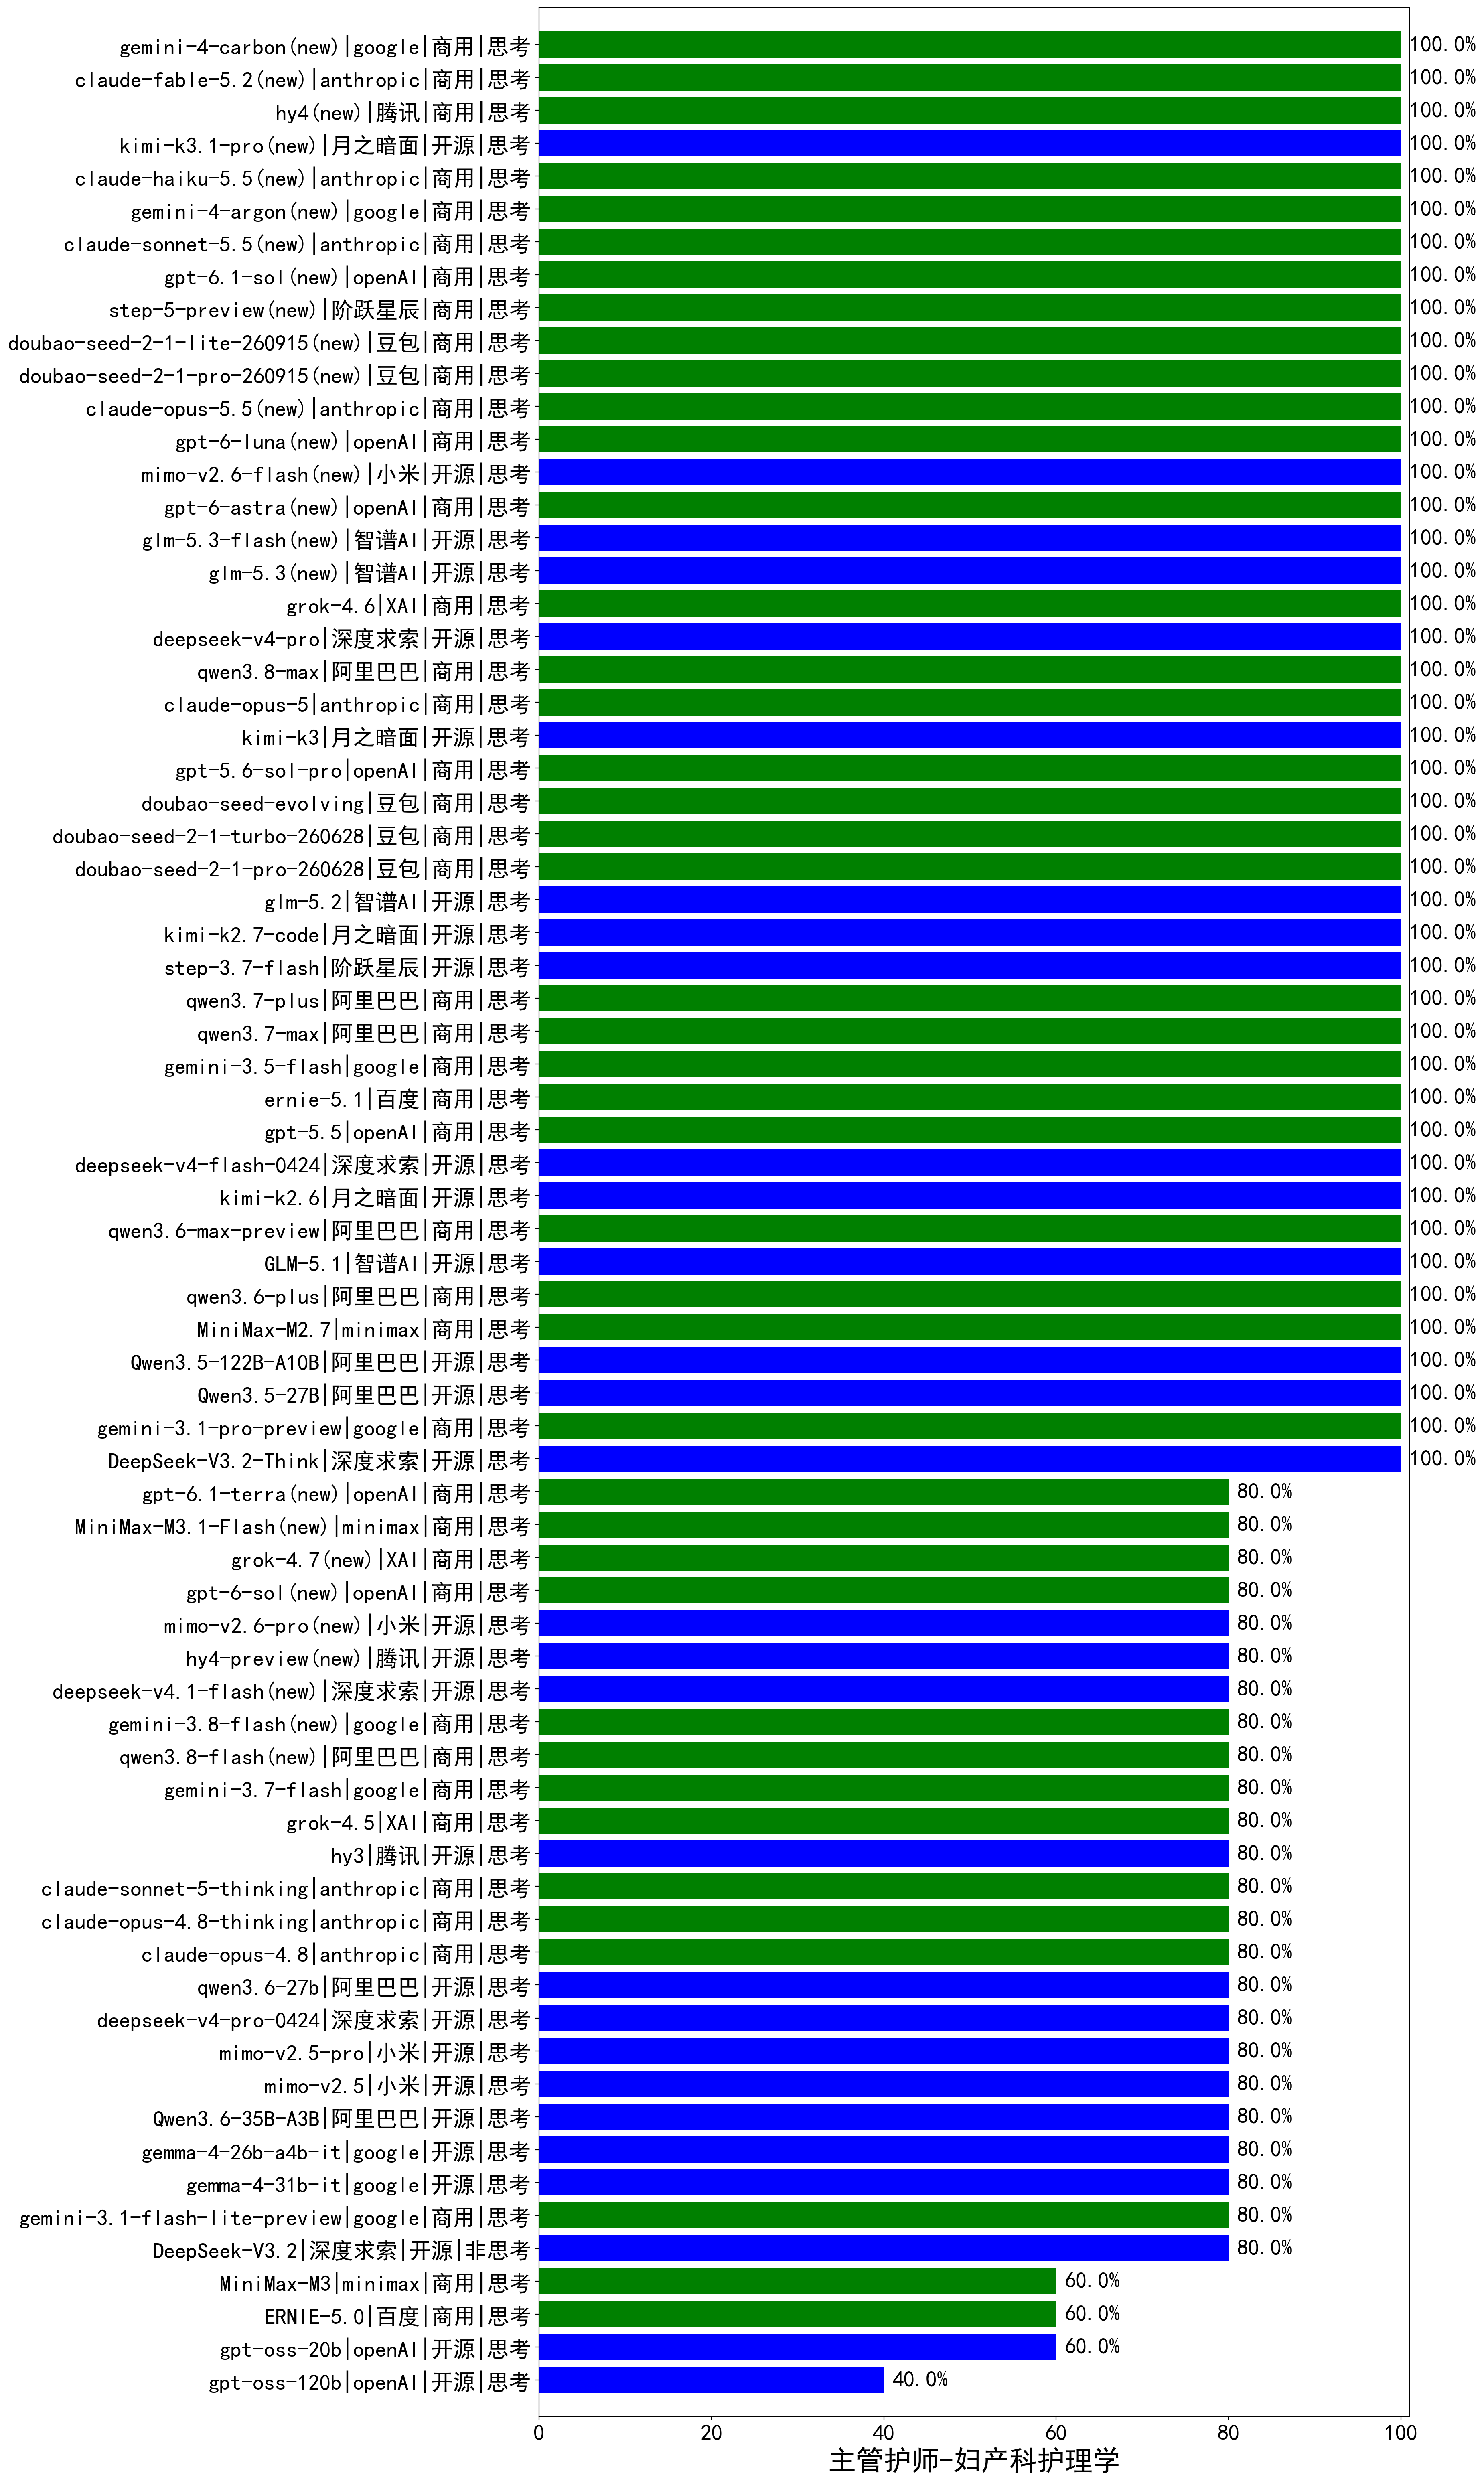 gemini-4-carbon(new)|google|商用|思考 100.0%
claude-fable-5.2(new)|anthropic|商用|思考 100.0%
hy4(new)|腾讯|商用|思考 100.0%
kimi-k3.1-pro(new)|月之暗面|开源|思考 100.0%
claude-haiku-5.5(new)|anthropic|商用|思考 100.0%
gemini-4-argon(new)|google|商用|思考 100.0%
claude-sonnet-5.5(new)|anthropic|商用|思考 100.0%
gpt-6.1-sol(new)|openAI|商用|思考 100.0%
step-5-preview(new)|阶跃星辰|商用|思考 100.0%
doubao-seed-2-1-lite-260915(new)|豆包|商用|思考 100.0%
doubao-seed-2-1-pro-260915(new)|豆包|商用|思考 100.0%
claude-opus-5.5(new)|anthropic|商用|思考 100.0%
gpt-6-luna(new)|openAI|商用|思考 100.0%
mimo-v2.6-flash(new)|小米|开源|思考 100.0%
gpt-6-astra(new)|openAI|商用|思考 100.0%
glm-5.3-flash(new)|智谱AI|开源|思考 100.0%
glm-5.3(new)|智谱AI|开源|思考 100.0%
grok-4.6|XAI|商用|思考 100.0%
deepseek-v4-pro|深度求索|开源|思考 100.0%
qwen3.8-max|阿里巴巴|商用|思考 100.0%
claude-opus-5|anthropic|商用|思考 100.0%
kimi-k3|月之暗面|开源|思考 100.0%
gpt-5.6-sol-pro|openAI|商用|思考 100.0%
doubao-seed-evolving|豆包|商用|思考 100.0%
doubao-seed-2-1-turbo-260628|豆包|商用|思考 100.0%
doubao-seed-2-1-pro-260628|豆包|商用|思考 100.0%
glm-5.2|智谱AI|开源|思考 100.0%
kimi-k2.7-code|月之暗面|开源|思考 100.0%
step-3.7-flash|阶跃星辰|开源|思考 100.0%
qwen3.7-plus|阿里巴巴|商用|思考 100.0%
qwen3.7-max|阿里巴巴|商用|思考 100.0%
gemini-3.5-flash|google|商用|思考 100.0%
ernie-5.1|百度|商用|思考 100.0%
gpt-5.5|openAI|商用|思考 100.0%
deepseek-v4-flash-0424|深度求索|开源|思考 100.0%
kimi-k2.6|月之暗面|开源|思考 100.0%
qwen3.6-max-preview|阿里巴巴|商用|思考 100.0%
GLM-5.1|智谱AI|开源|思考 100.0%
qwen3.6-plus|阿里巴巴|商用|思考 100.0%
MiniMax-M2.7|minimax|商用|思考 100.0%
Qwen3.5-122B-A10B|阿里巴巴|开源|思考 100.0%
Qwen3.5-27B|阿里巴巴|开源|思考 100.0%
gemini-3.1-pro-preview|google|商用|思考 100.0%
DeepSeek-V3.2-Think|深度求索|开源|思考 100.0%
gpt-6.1-terra(new)|openAI|商用|思考 80.0%
MiniMax-M3.1-Flash(new)|minimax|商用|思考 80.0%
grok-4.7(new)|XAI|商用|思考 80.0%
gpt-6-sol(new)|openAI|商用|思考 80.0%
mimo-v2.6-pro(new)|小米|开源|思考 80.0%
hy4-preview(new)|腾讯|开源|思考 80.0%
deepseek-v4.1-flash(new)|深度求索|开源|思考 80.0%
gemini-3.8-flash(new)|google|商用|思考 80.0%
qwen3.8-flash(new)|阿里巴巴|商用|思考 80.0%
gemini-3.7-flash|google|商用|思考 80.0%
grok-4.5|XAI|商用|思考 80.0%
hy3|腾讯|开源|思考 80.0%
claude-sonnet-5-thinking|anthropic|商用|思考 80.0%
claude-opus-4.8-thinking|anthropic|商用|思考 80.0%
claude-opus-4.8|anthropic|商用|思考 80.0%
qwen3.6-27b|阿里巴巴|开源|思考 80.0%
deepseek-v4-pro-0424|深度求索|开源|思考 80.0%
mimo-v2.5-pro|小米|开源|思考 80.0%
mimo-v2.5|小米|开源|思考 80.0%
Qwen3.6-35B-A3B|阿里巴巴|开源|思考 80.0%
gemma-4-26b-a4b-it|google|开源|思考 80.0%
gemma-4-31b-it|google|开源|思考 80.0%
gemini-3.1-flash-lite-preview|google|商用|思考 80.0%
DeepSeek-V3.2|深度求索|开源|非思考 80.0%
MiniMax-M3|minimax|商用|思考 60.0%
ERNIE-5.0|百度|商用|思考 60.0%
gpt-oss-20b|openAI|开源|思考 60.0%
gpt-oss-120b|openAI|开源|思考 40.0%
0 20 40 60 80 100
主管护师-妇产科护理学